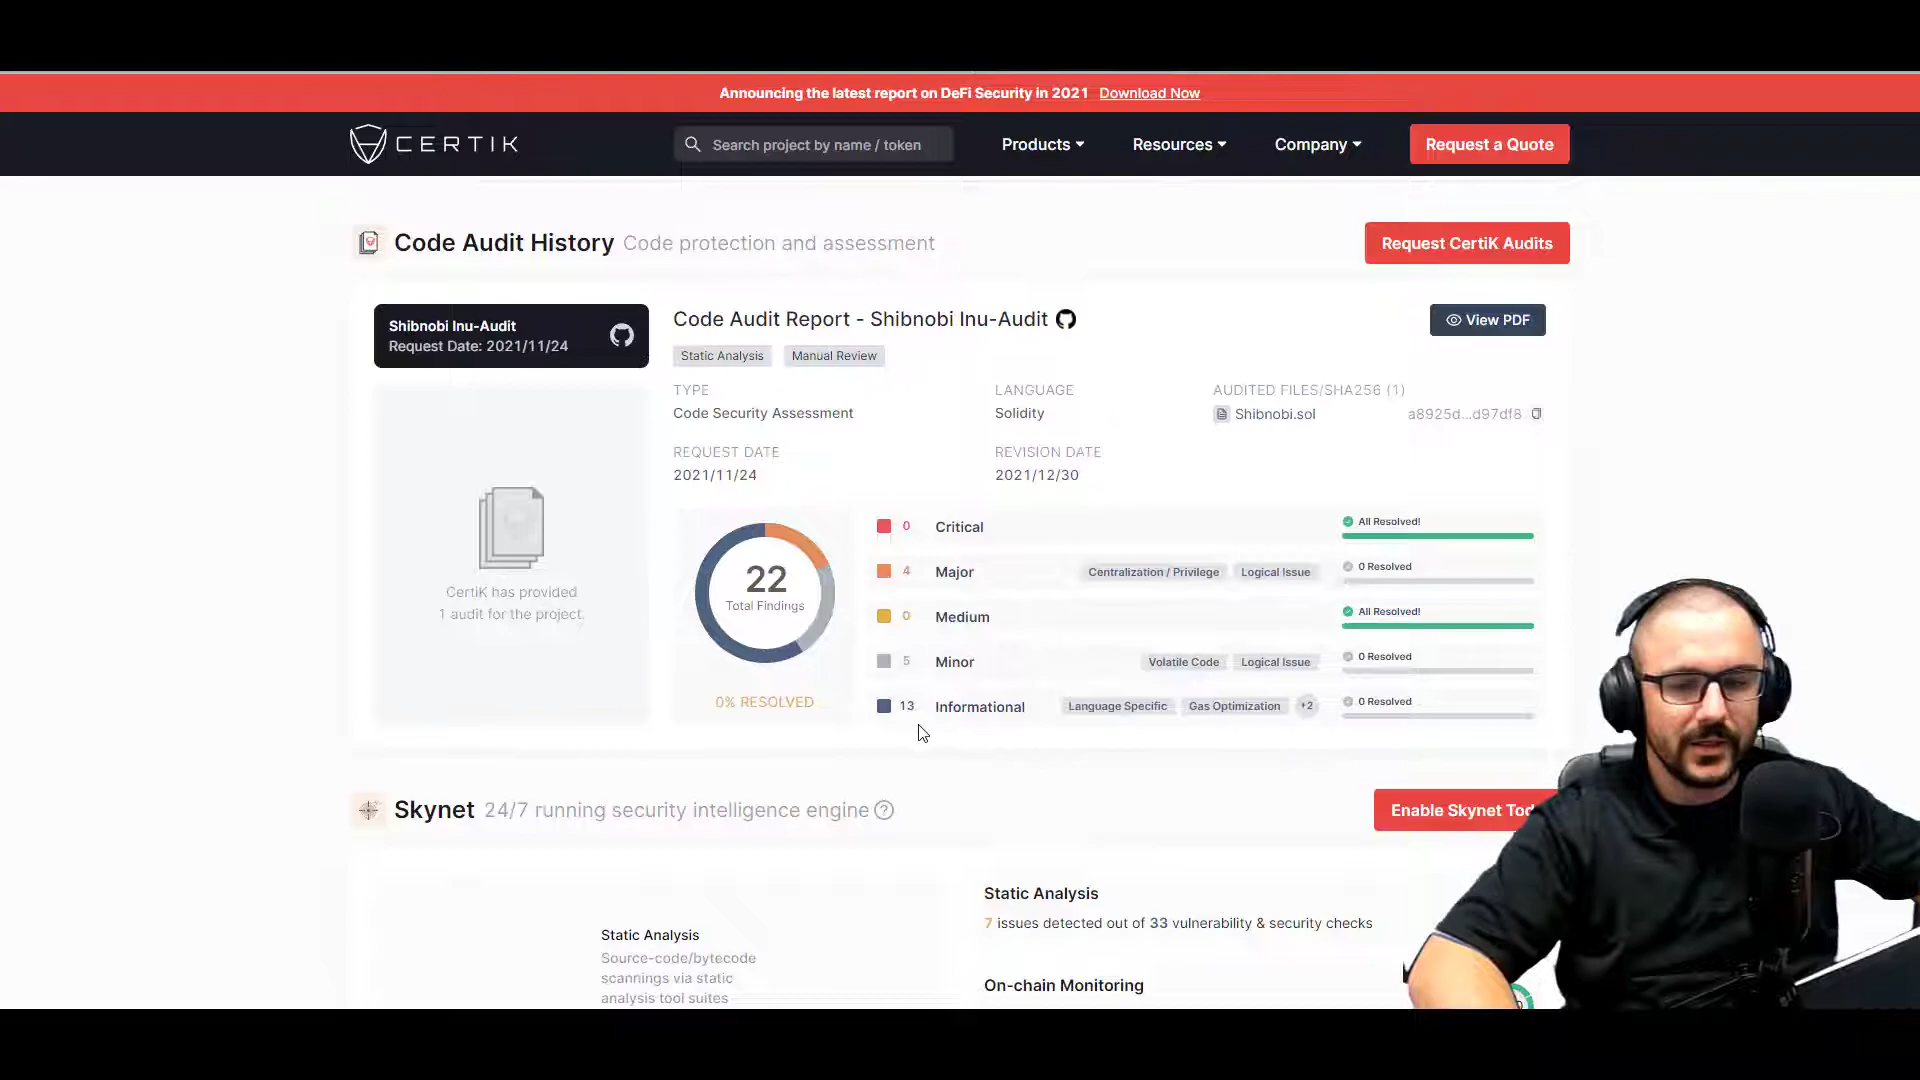 Announcing the latest report on DeFi Security in 2021 Download Now
CERTIK
Search project by name / token
Products
Resources
Company
Request a Quote
Code Audit History Code protection and assessment
Request CertiK Audits
Shibnobi Inu-Audit
Request Date: 2021/11/24
Code Audit Report - Shibnobi Inu-Audit
View PDF
Static Analysis
Manual Review
TYPE
Code Security Assessment
LANGUAGE
Solidity
AUDITED FILES/SHA256 (1)
Shibnobi.sol a8925d...d97df8
REQUEST DATE
2021/11/24
REVISION DATE
2021/12/30
CertiK has provided
1 audit for the project.
22
Total Findings
0% RESOLVED
0 Critical All Resolved!
4 Major Centralization / Privilege Logical Issue 0 Resolved
0 Medium All Resolved!
5 Minor Volatile Code Logical Issue 0 Resolved
13 Informational Language Specific Gas Optimization +2 0 Resolved
Skynet 24/7 running security intelligence engine ?
Enable Skynet
Static Analysis
Source-code/bytecode
scannings via static
analysis tool suites
Static Analysis
7 issues detected out of 33 vulnerability & security checks
On-chain Monitoring